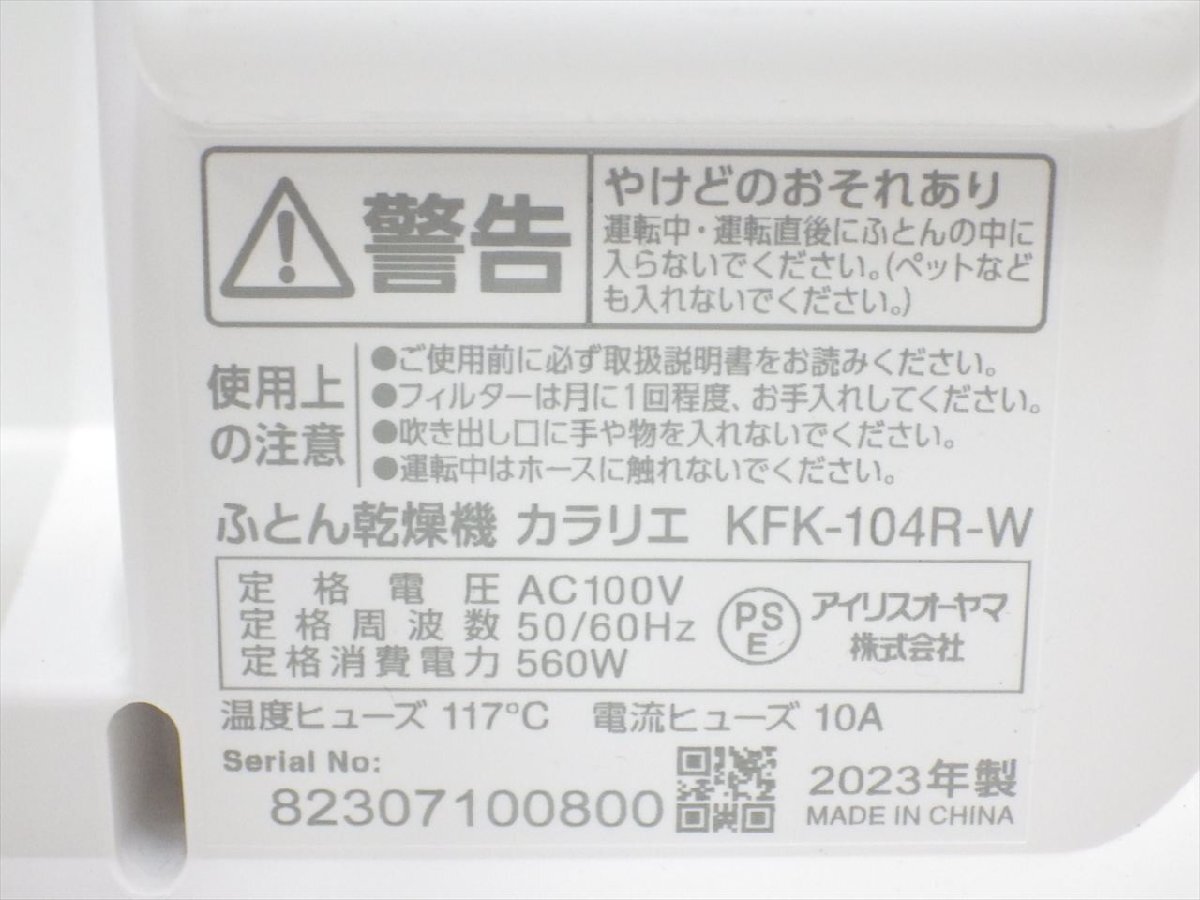 警告
やけどのおそれあり
運転中・運転直後にふとんの中に
入らないでください。(ペットなど
も入れないでください。)
使用上
の注意
●ご使用前に必ず取扱説明書をお読みください。
●フィルターは月に1回程度、お手入れしてください。
●吹き出し口に手や物を入れないでください。
●運転中はホースに触れないでください。
ふとん乾燥機 カラリエ KFK-104R-W
定格電圧 AC100V
定格周波数 50/60Hz
定格消費電力 560W
PS
E
アイリスオーヤマ
株式会社
温度ヒューズ 117℃ 電流ヒューズ 10A
Serial No:
82307100800
2023年製
MADE IN CHINA